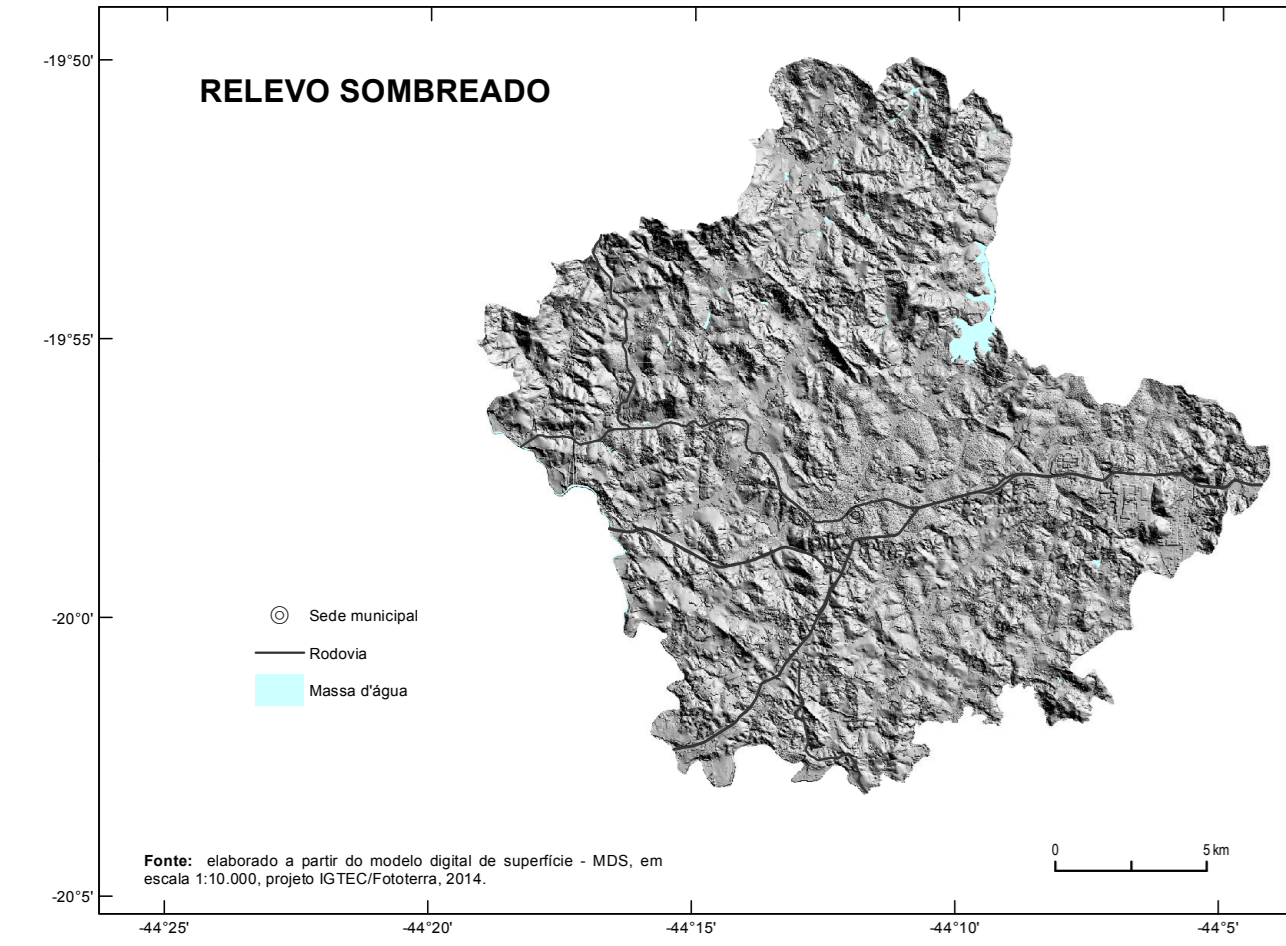 RELEVO SOMBREADO
-19°50'
-19°55'
-20°0'
-20°5'
Sede municipal
Rodovia
Massa d'água
Fonte: elaborado a partir do modelo digital de superfície - MDS, em
escala 1:10.000, projeto IGTEC/Fototerra, 2014.
0 5 km
-44°25' -44°20' -44°15' -44°10' -44°5'